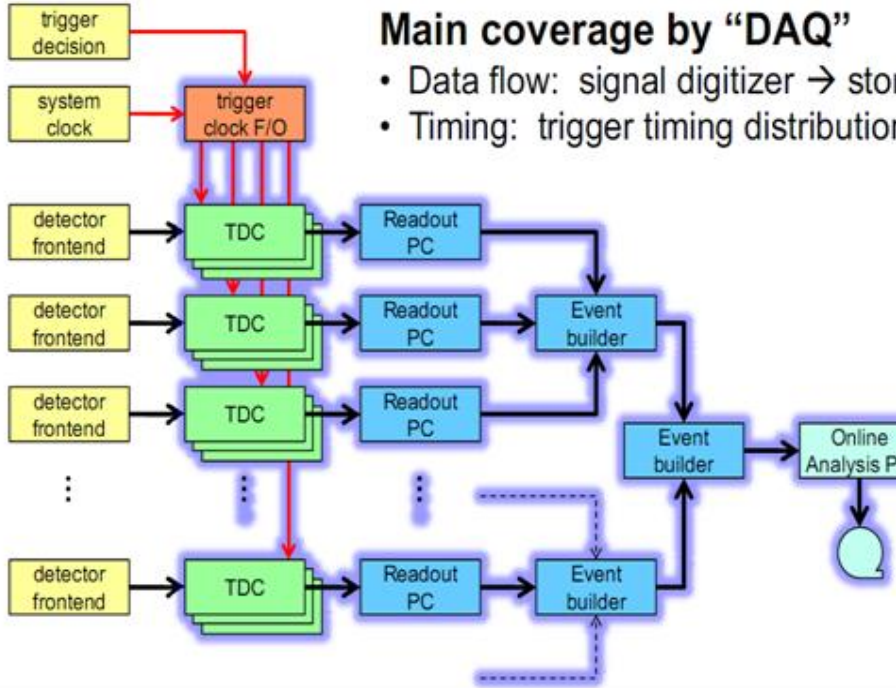 trigger
decision
Main coverage by “DAQ”
• Data flow: signal digitizer →
system
clock
trigger
clock F/O
• Timing: trigger timing distribution
detector
frontend
TDC
Readout
PC
detector
frontend
TDC
Readout
PC
Event
builder
detector
frontend
TDC
Readout
PC
Event
builder
Online
Analysis
⋮
⋮
⋮
detector
frontend
TDC
Readout
PC
Event
builder